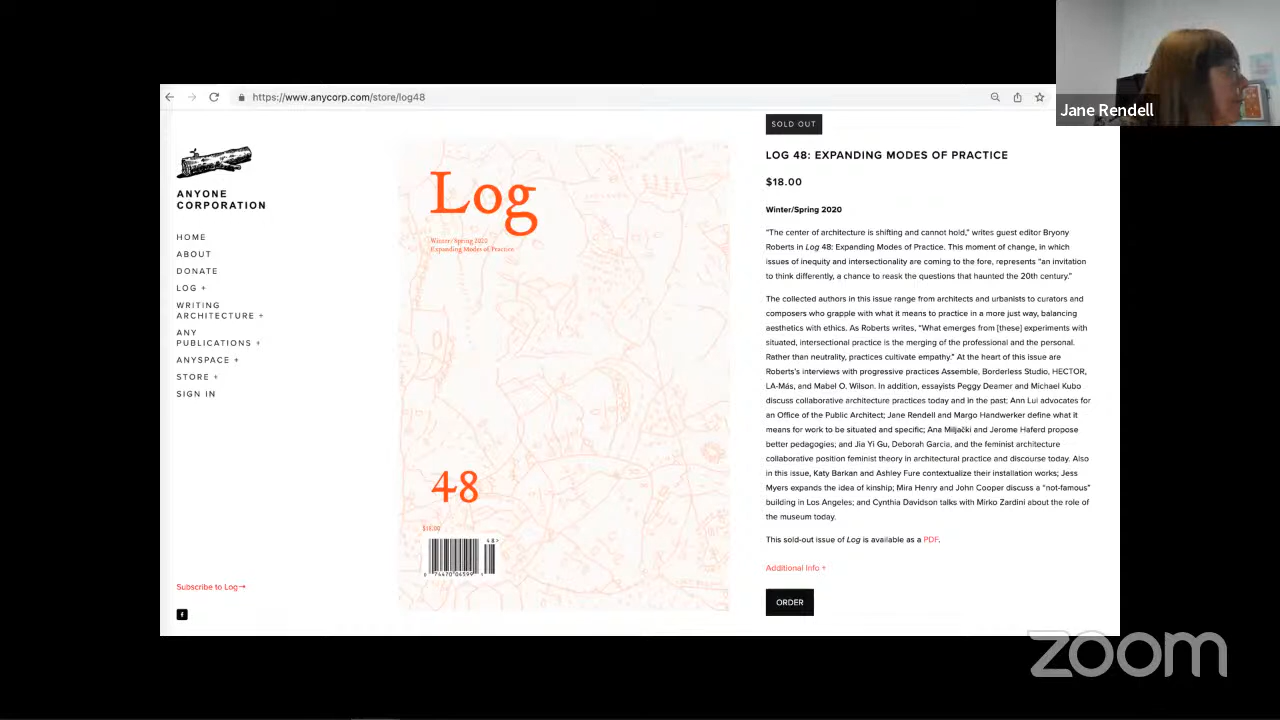 Jane Rendell
https://www.anycorp.com/store/log48
ANYONE
CORPORATION
HOME
ABOUT
DONATE
LOG +
WRITING
ARCHITECTURE +
ANY
PUBLICATIONS +
ANYSPACE +
STORE +
SIGN IN
Subscribe to Log→
Log
Winter/Spring 2020
Expanding Modes of Practice
48
$18.00
SOLD OUT
LOG 48: EXPANDING MODES OF PRACTICE
$18.00
Winter/Spring 2020
"The center of architecture is shifting and cannot hold," writes guest editor Bryony
Roberts in Log 48: Expanding Modes of Practice. This moment of change, in which
issues of inequity and intersectionality are coming to the fore, represents "an invitation
to think differently, a chance to reask the questions that haunted the 20th century."
The collected authors in this issue range from architects and urbanists to curators and
composers who grapple with what it means to practice in a more just way, balancing
aesthetics with ethics. As Roberts writes, "What emerges from [these] experiments with
situated, intersectional practice is the merging of the professional and the personal.
Rather than neutrality, practices cultivate empathy." At the heart of this issue are
Roberts's interviews with progressive practices Assemble, Borderless Studio, HECTOR,
LA-Más, and Mabel O. Wilson. In addition, essayists Peggy Deamer and Michael Kubo
discuss collaborative architecture practices today and in the past; Ann Lui advocates for
an Office of the Public Architect; Jane Rendell and Margo Handwerker define what it
means for work to be situated and specific; Ana Miljački and Jerome Haferd propose
better pedagogies; and Jia Yi Gu, Deborah Garcia, and the feminist architecture
collaborative position feminist theory in architectural practice and discourse today. Also
in this issue, Katy Barkan and Ashley Fure contextualize their installation works; Jess
Myers expands the idea of kinship; Mira Henry and John Cooper discuss a "not-famous"
building in Los Angeles; and Cynthia Davidson talks with Mirko Zardini about the role of
the museum today.
This sold-out issue of Log is available as a PDF.
Additional Info +
ORDER
zoom